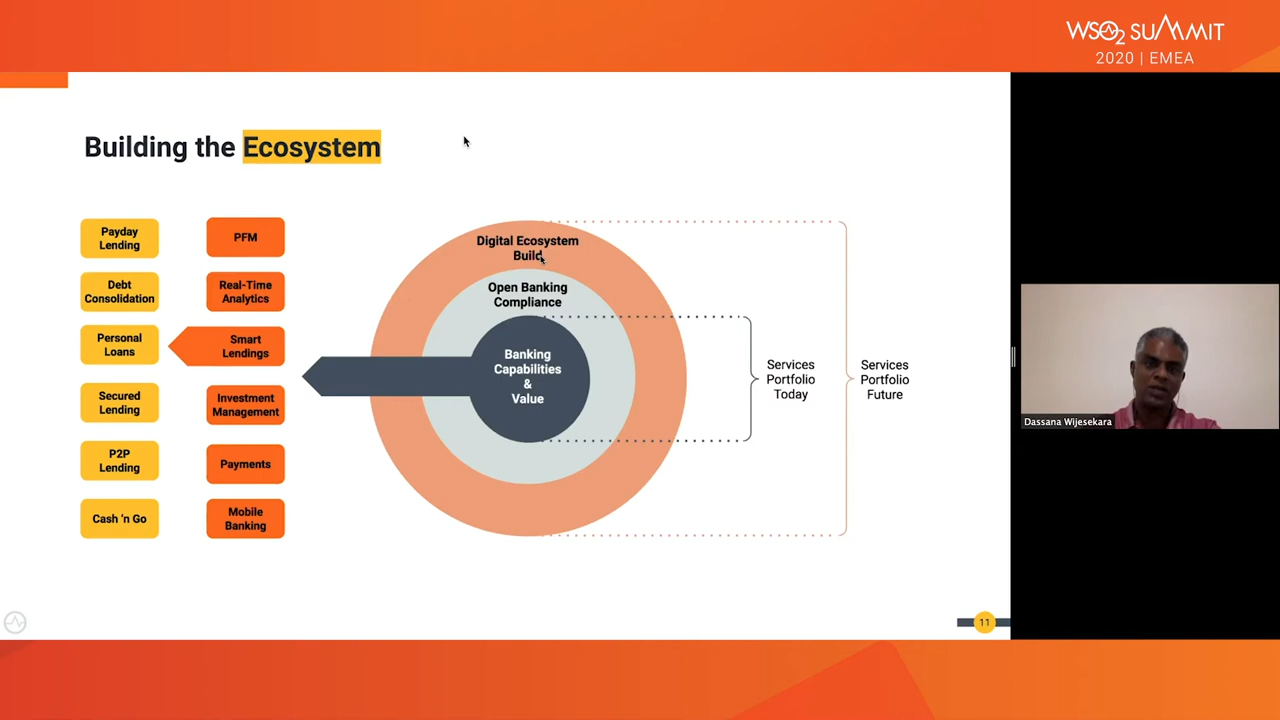 WSO2 SUMMIT
2020 | EMEA
Building the Ecosystem
Payday
Lending
PFM
Debt
Consolidation
Real-Time
Analytics
Personal
Loans
Smart
Lendings
Secured
Lending
Investment
Management
P2P
Lending
Payments
Cash 'n Go
Mobile
Banking
Digital Ecosystem
Build
Open Banking
Compliance
Banking
Capabilities
&
Value
Services
Portfolio
Today
Services
Portfolio
Future
Dassana Wijesekara
11